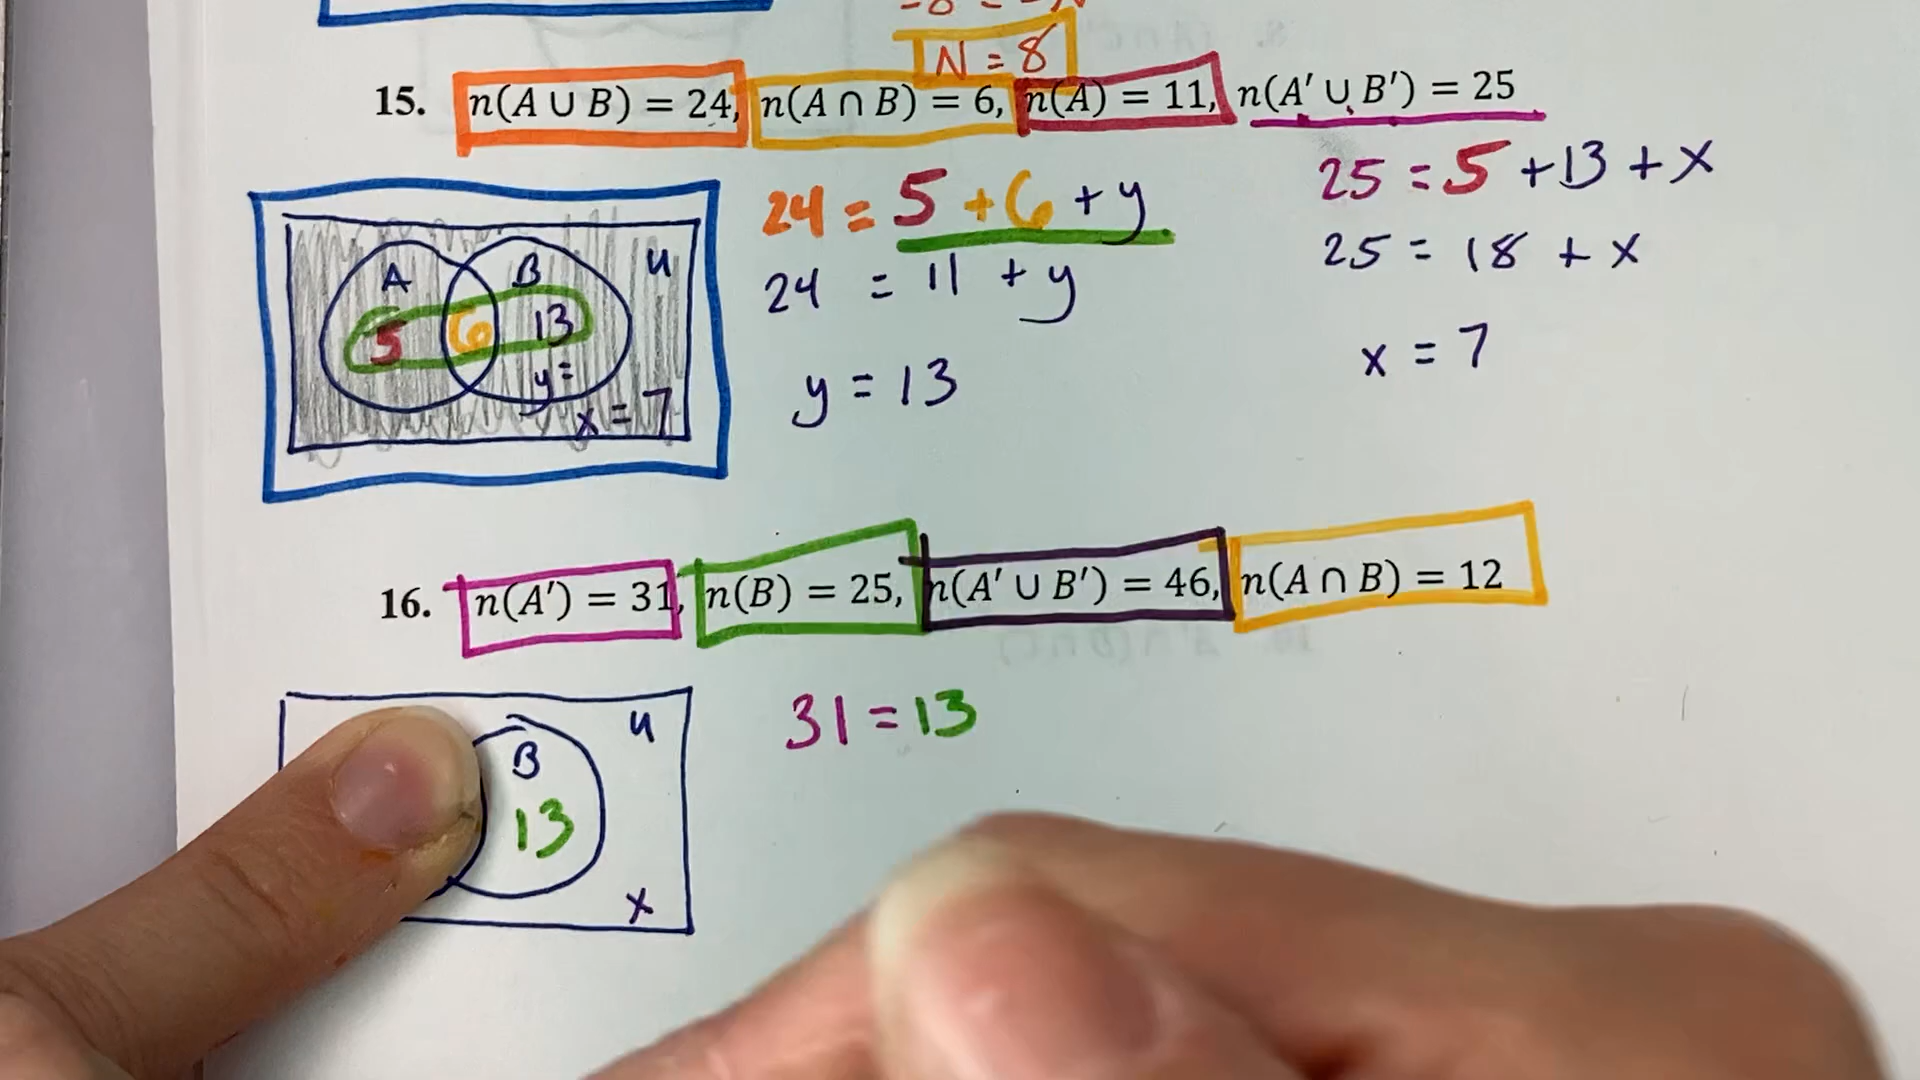 N = 8
15. n(A ∪ B) = 24, n(A ∩ B) = 6, n(A) = 11, n(A′ ∪ B′) = 25
24 = 5 + 6 + y
24 = 11 + y
y = 13
25 = 5 + 13 + x
25 = 18 + x
x = 7
A B U
5 6 13
y =
x = 7
16. n(A′) = 31, n(B) = 25, n(A′ ∪ B′) = 46, n(A ∩ B) = 12
31 = 13
B U
13
x